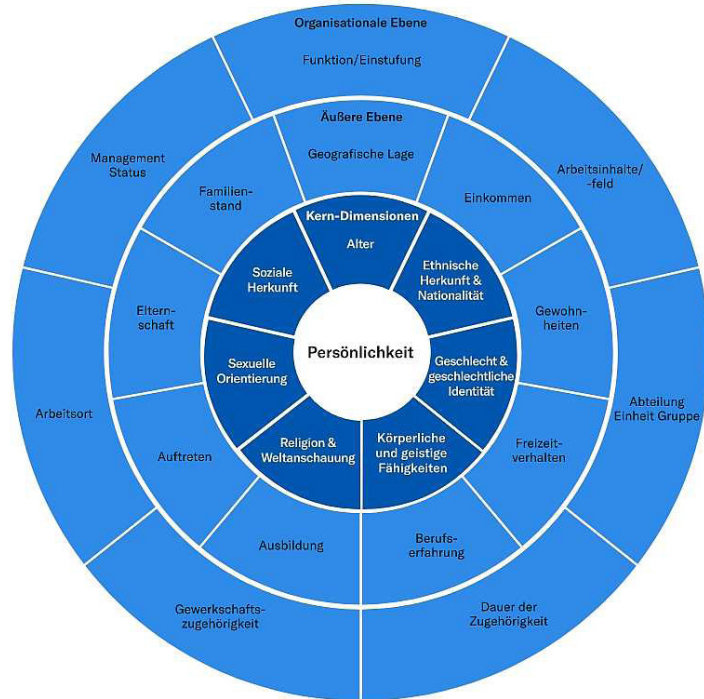 Organisationale Ebene
Funktion/Einstufung
Arbeitsinhalte/
-feld
Abteilung
Einheit Gruppe
Dauer der
Zugehörigkeit
Gewerkschafts-
zugehörigkeit
Arbeitsort
Management
Status
Äußere Ebene
Geografische Lage
Einkommen
Gewohn-
heiten
Freizeit-
verhalten
Berufs-
erfahrung
Ausbildung
Auftreten
Eltern-
schaft
Familien-
stand
Kern-Dimensionen
Alter
Ethnische
Herkunft &
Nationalität
Geschlecht &
geschlechtliche
Identität
Körperliche
und geistige
Fähigkeiten
Religion &
Weltanschauung
Sexuelle
Orientierung
Soziale
Herkunft
Persönlichkeit